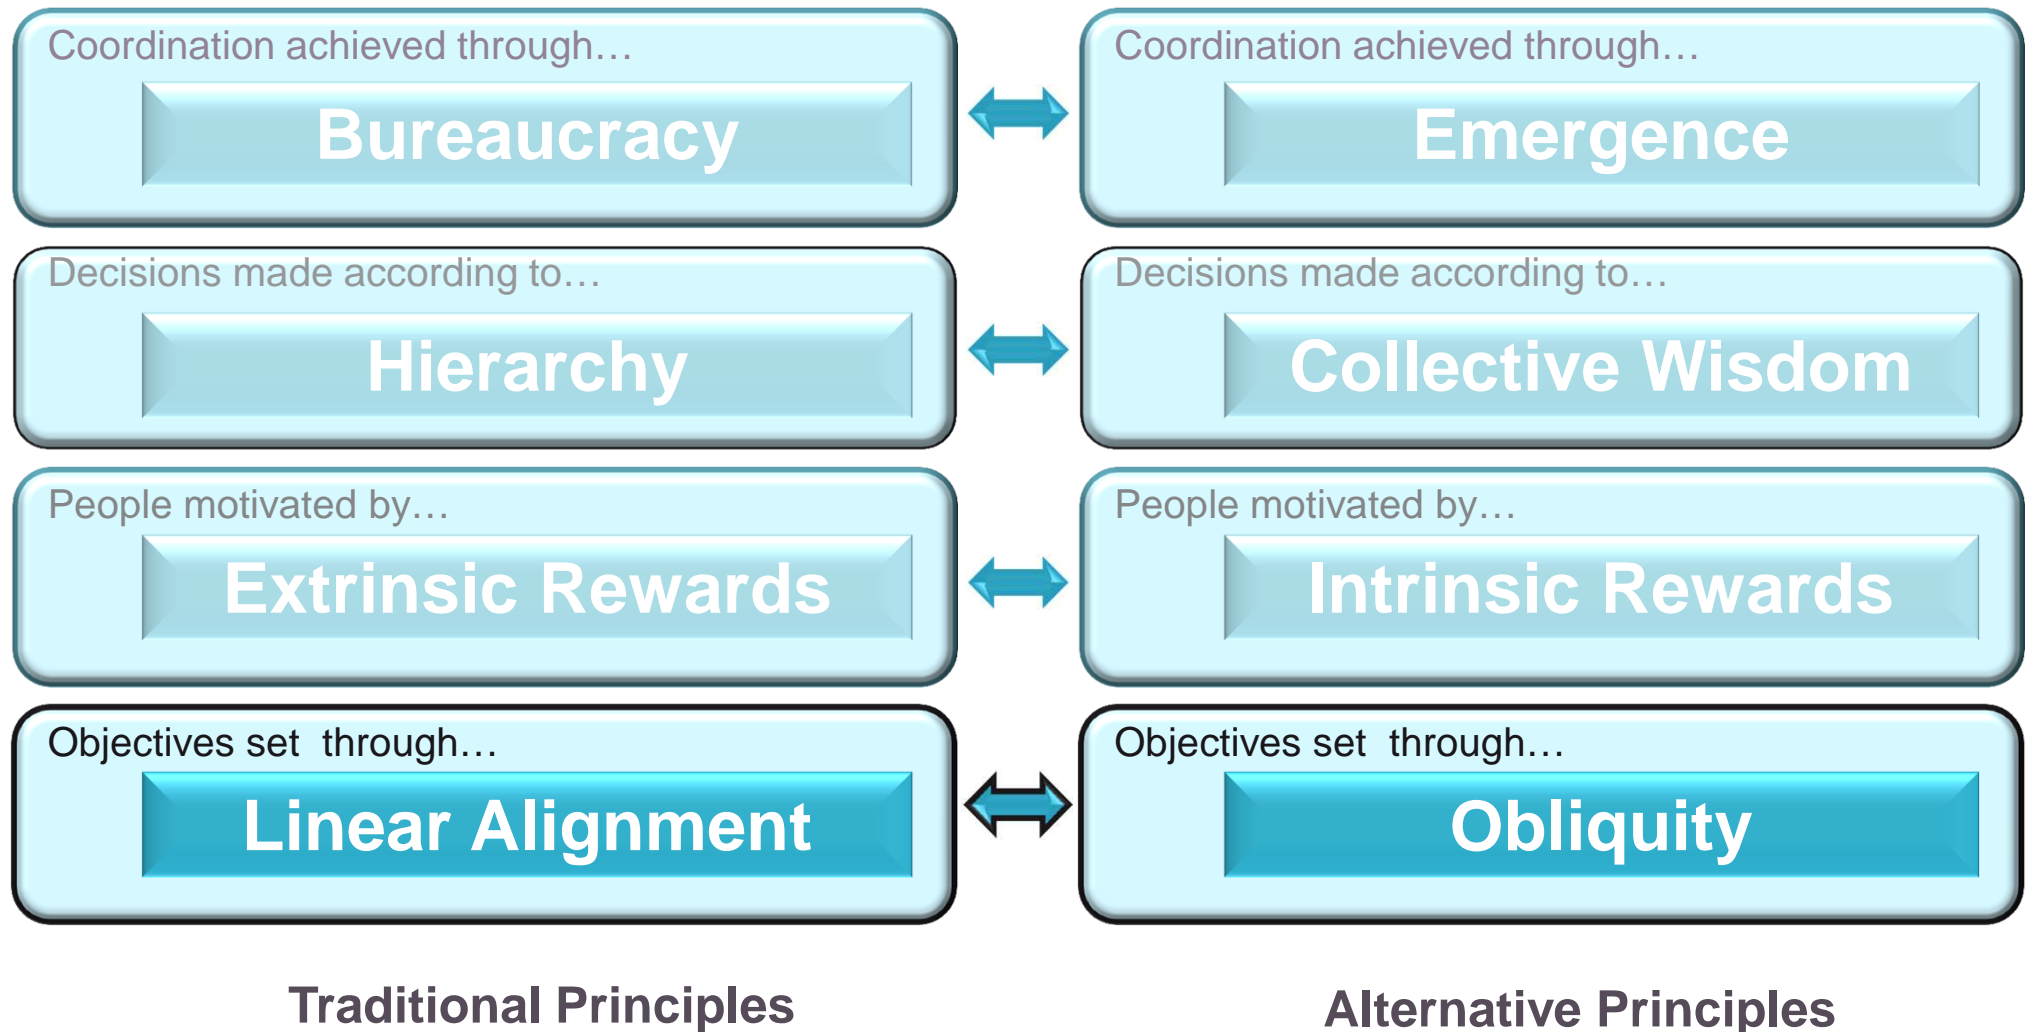 Coordination achieved through…
Bureaucracy
Coordination achieved through…
Emergence
Decisions made according to…
Hierarchy
Decisions made according to…
Collective Wisdom
People motivated by…
Extrinsic Rewards
People motivated by…
Intrinsic Rewards
Objectives set  through…
Linear Alignment
Objectives set  through…
Obliquity
Traditional Principles
Alternative Principles